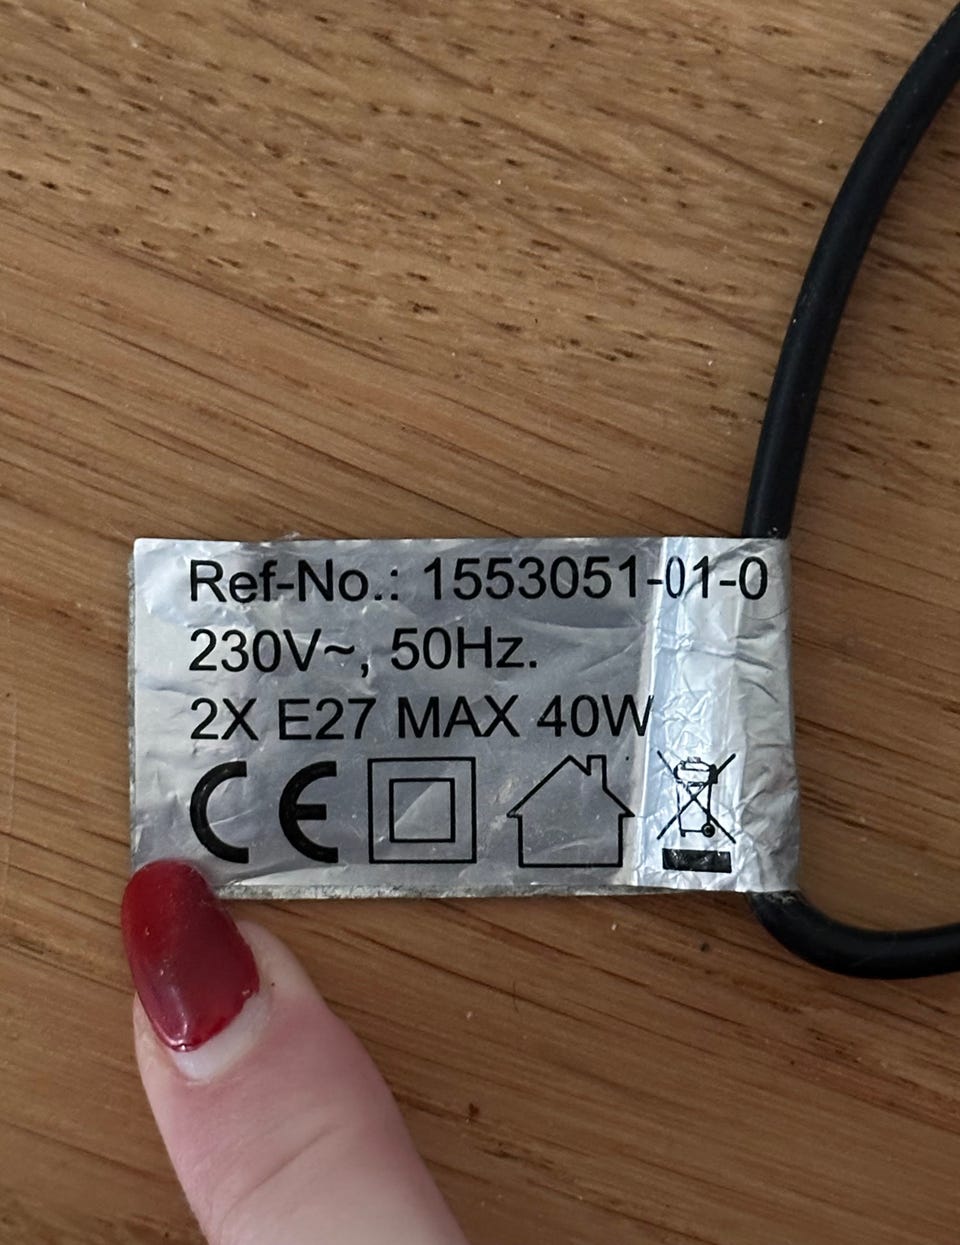 Ref-No.: 1553051-01-0
230V~, 50Hz.
2X E27 MAX 40W
CE